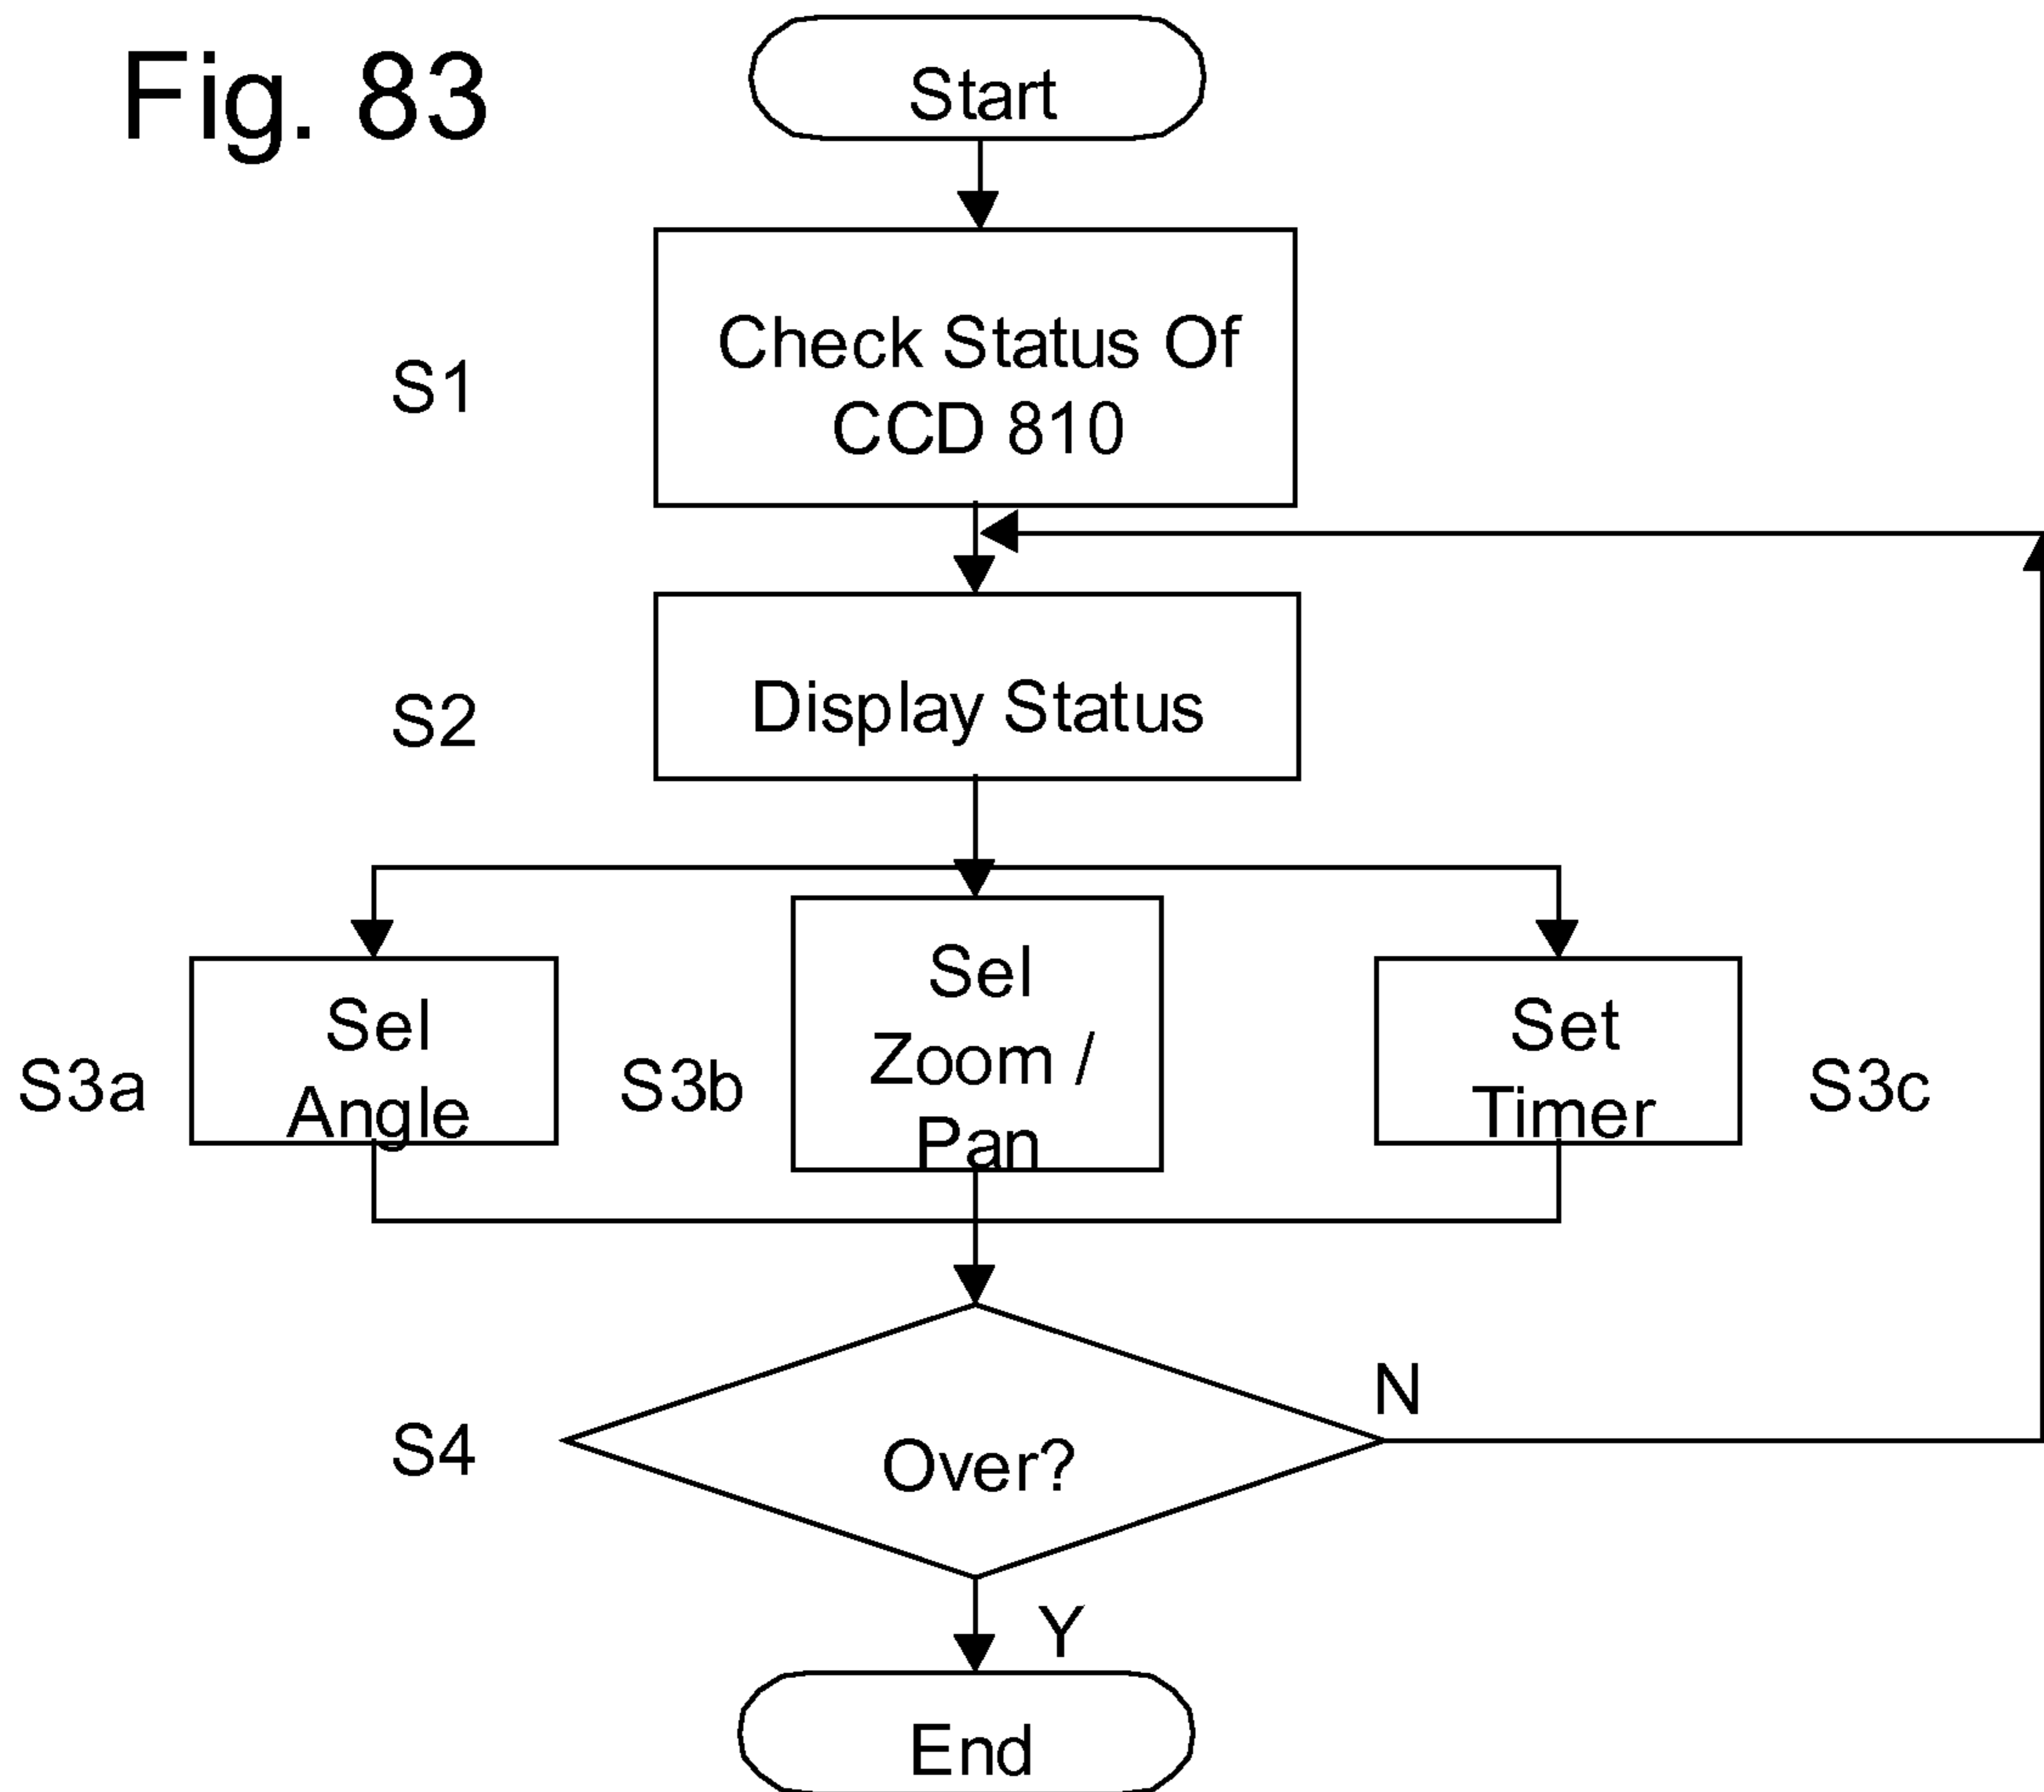 Fig. 83
Start
S1
Check Status Of
CCD 810
S2
Display Status
S3a
Sel
Angle
S3b
Sel
Zoom /
Pan
Set
Timer
S3c
S4
Over?
N
Y
End